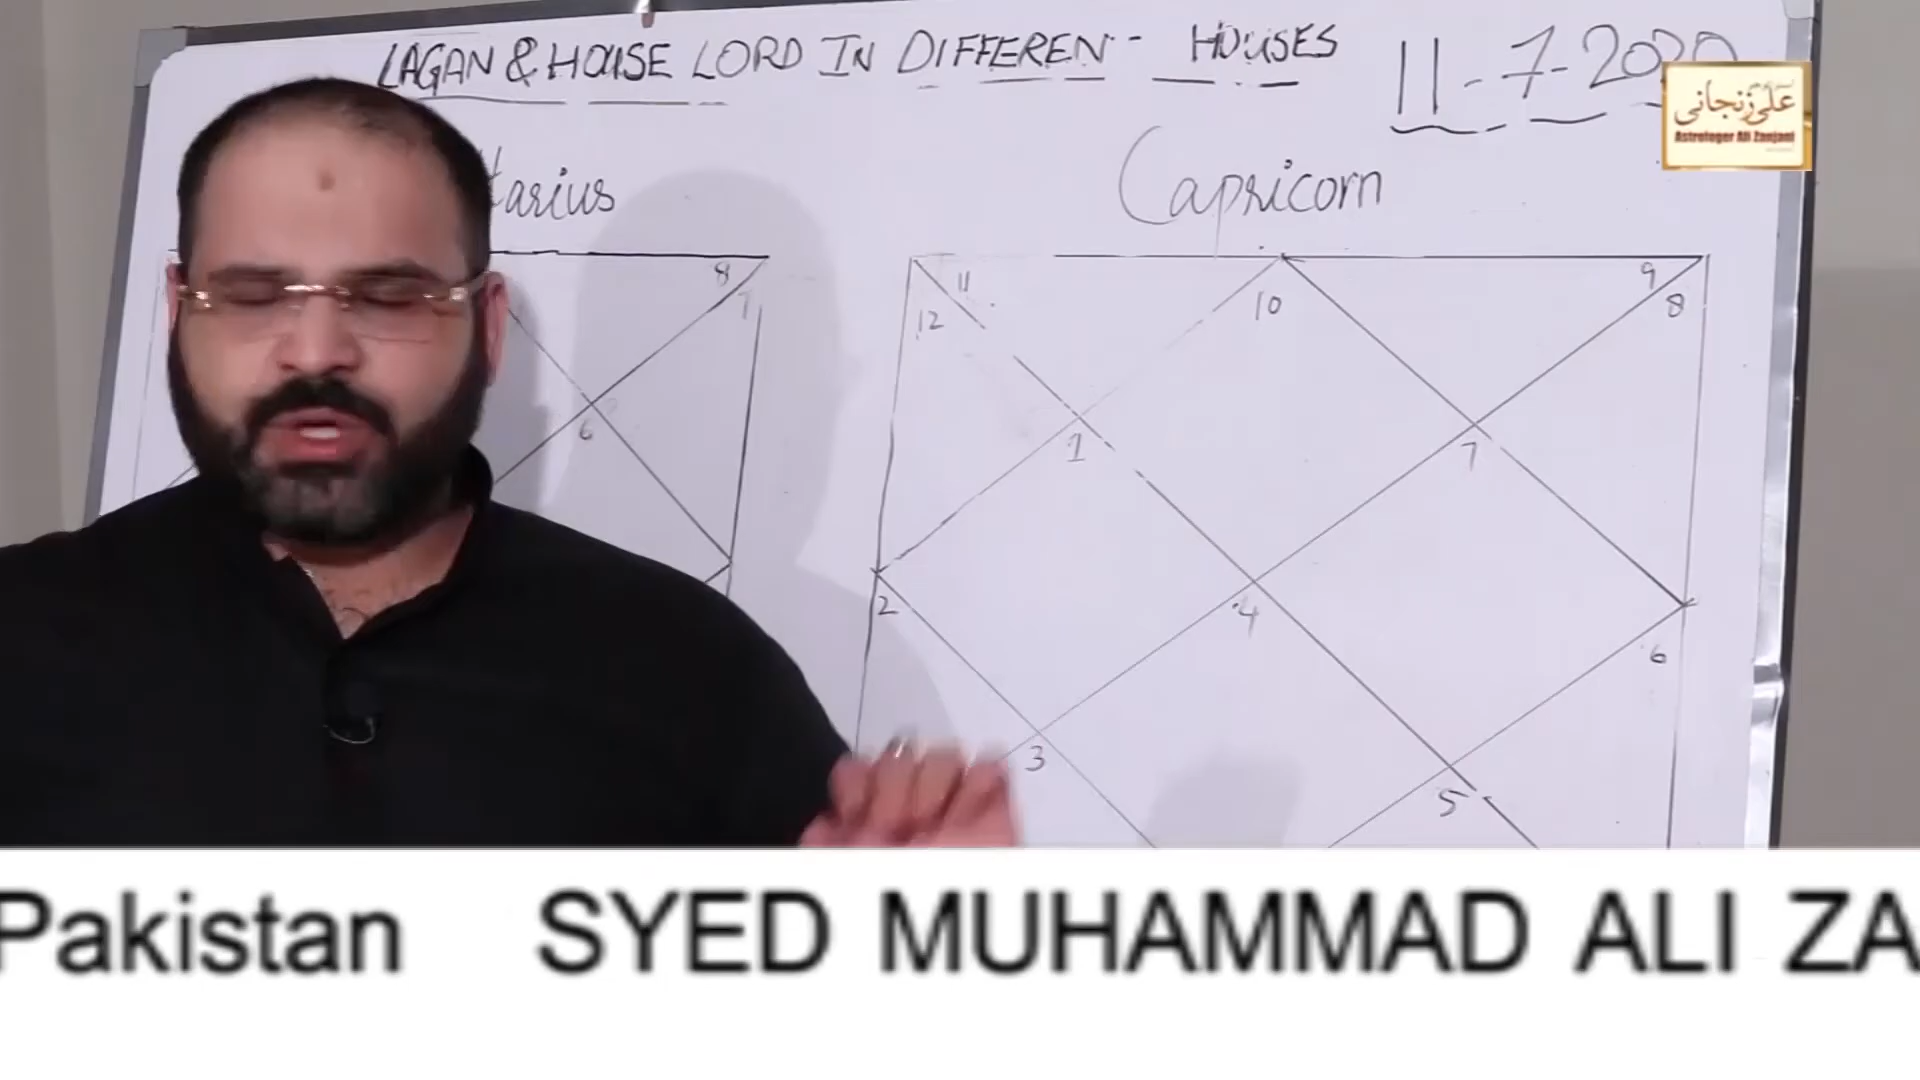 LAGAN & HOUSE LORD IN DIFFEREN- HOUSES
11-7-2020
علی زنجانی
Astrologer Ali Zanjani
tarius
Capricorn
8
7
6
11
12
10
9
8
1
7
2
4
6
3
5
Pakistan SYED MUHAMMAD ALI ZA